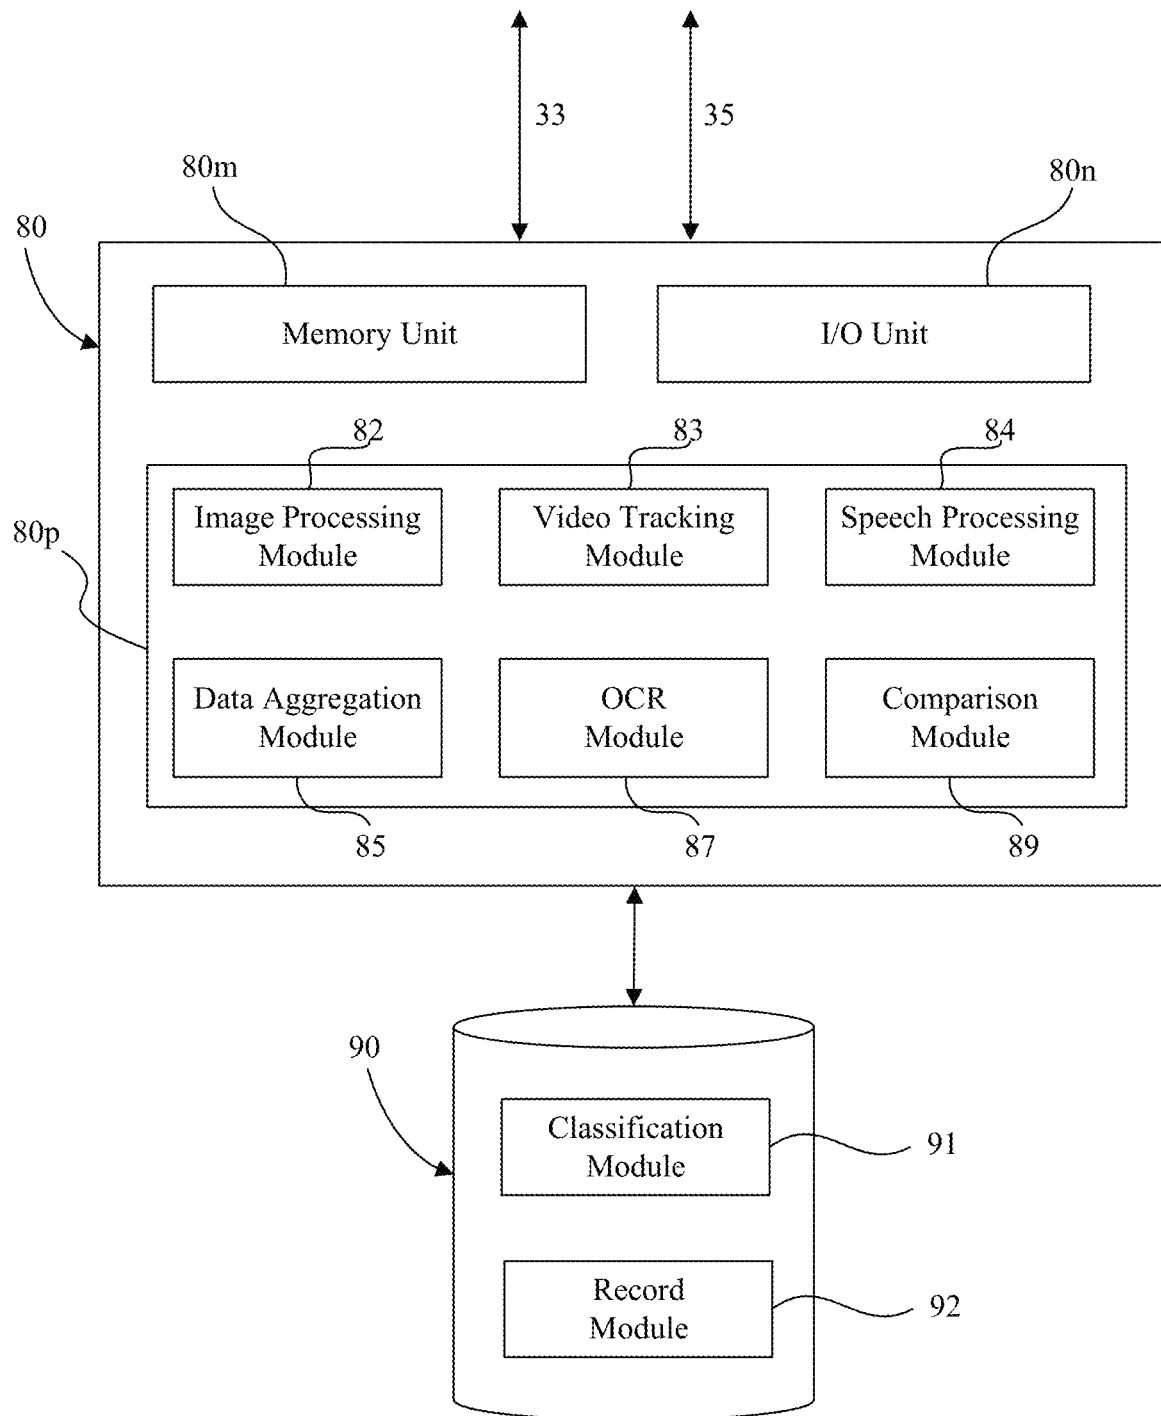 33
35
80m
80n
80
Memory Unit
I/O Unit
82
83
84
80p
Image Processing
Module
Video Tracking
Module
Speech Processing
Module
Data Aggregation
Module
OCR
Module
Comparison
Module
85
87
89
90
Classification
Module
91
Record
Module
92